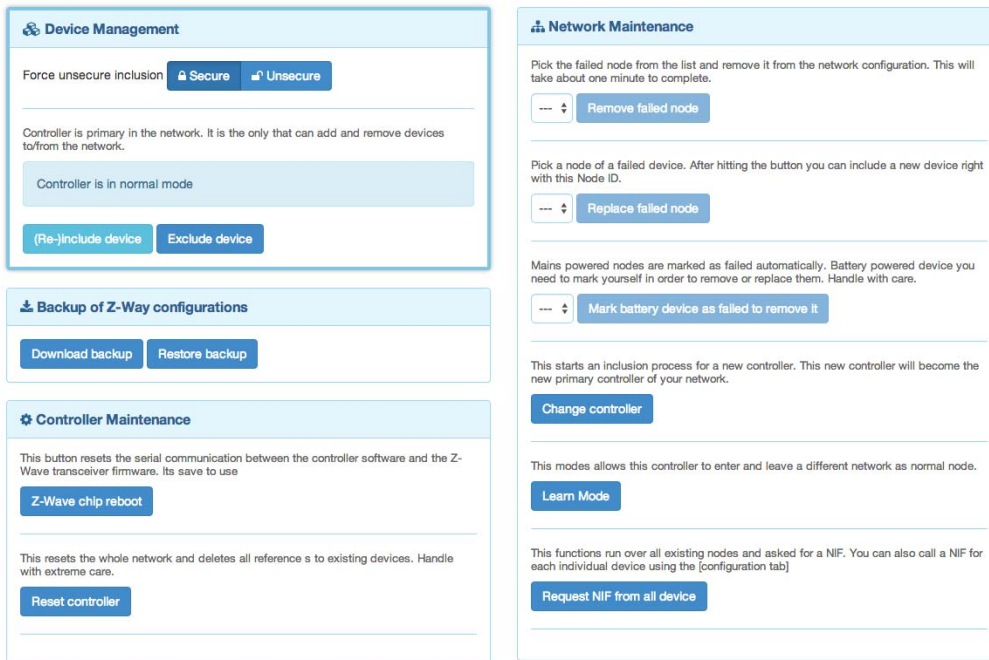 Device Management
Force unsecure inclusion Secure Unsecure
Controller is primary in the network. It is the only that can add and remove devices
to/from the network.
Controller is in normal mode
(Re-)include device Exclude device
Backup of Z-Way configurations
Download backup Restore backup
Controller Maintenance
This button resets the serial communication between the controller software and the Z-
Wave transceiver firmware. Its save to use
Z-Wave chip reboot
This resets the whole network and deletes all reference s to existing devices. Handle
with extreme care.
Reset controller
Network Maintenance
Pick the failed node from the list and remove it from the network configuration. This will
take about one minute to complete.
--- Remove failed node
Pick a node of a failed device. After hitting the button you can include a new device right
with this Node ID.
--- Replace failed node
Mains powered nodes are marked as failed automatically. Battery powered device you
need to mark yourself in order to remove or replace them. Handle with care.
--- Mark battery device as failed to remove it
This starts an inclusion process for a new controller. This new controller will become the
new primary controller of your network.
Change controller
This modes allows this controller to enter and leave a different network as normal node.
Learn Mode
This functions run over all existing nodes and asked for a NIF. You can also call a NIF for
each individual device using the [configuration tab]
Request NIF from all device